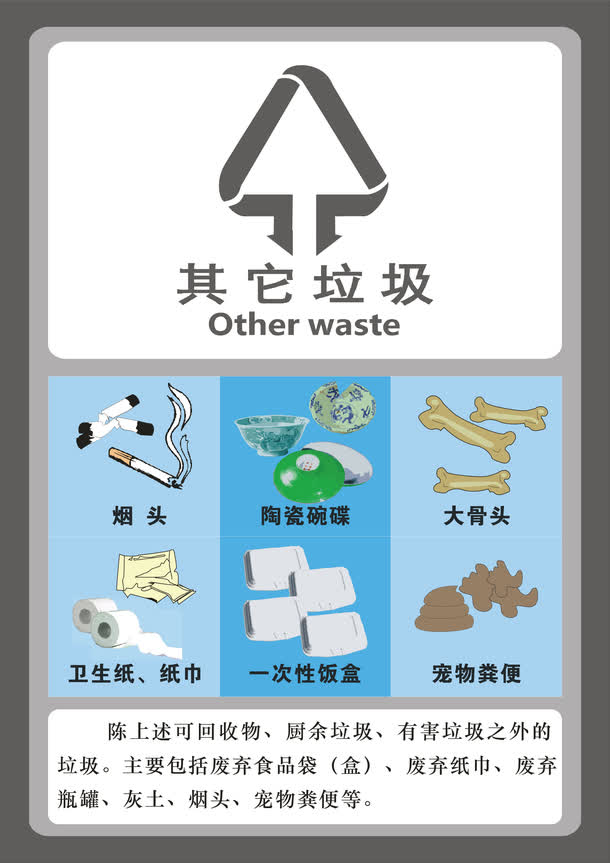 其它垃圾
Other waste
烟 头
陶瓷碗碟
大骨头
卫生纸、纸巾
一次性饭盒
宠物粪便
陈上述可回收物、厨余垃圾、有害垃圾之外的
垃圾。主要包括废弃食品袋（盒）、废弃纸巾、废弃
瓶罐、灰土、烟头、宠物粪便等。